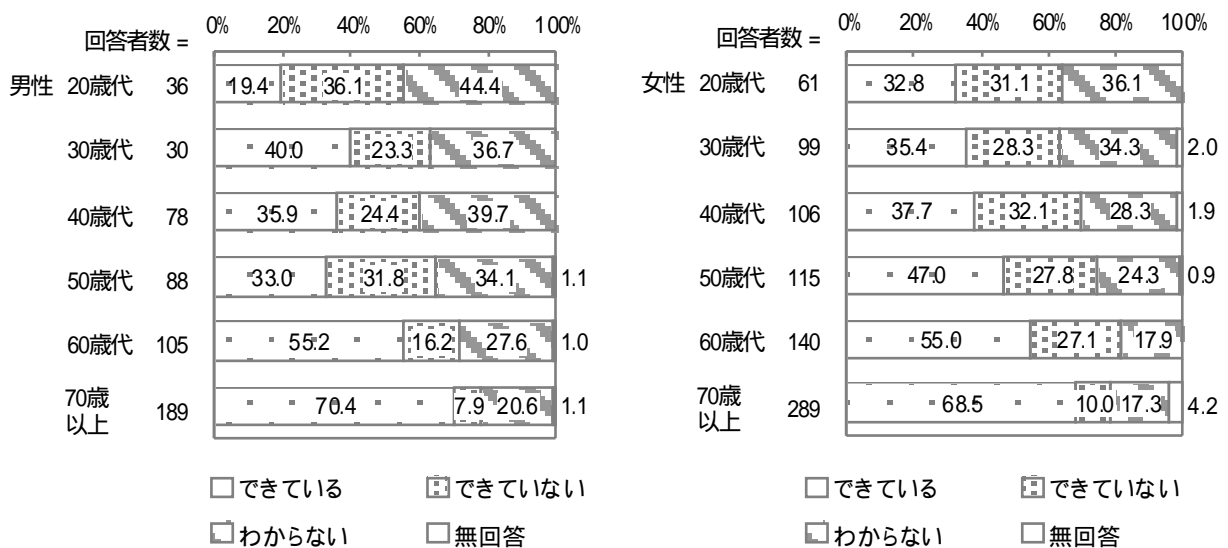 0% 20% 40% 60% 80% 100%
回答者数 =
男性 20歳代 36 19.4 36.1 44.4
30歳代 30 40.0 23.3 36.7
40歳代 78 35.9 24.4 39.7
50歳代 88 33.0 31.8 34.1 1.1
60歳代 105 55.2 16.2 27.6 1.0
70歳
以上 189 70.4 7.9 20.6 1.1
できている できていない
わからない 無回答
0% 20% 40% 60% 80% 100%
回答者数 =
女性 20歳代 61 32.8 31.1 36.1
30歳代 99 35.4 28.3 34.3 2.0
40歳代 106 37.7 32.1 28.3 1.9
50歳代 115 47.0 27.8 24.3 0.9
60歳代 140 55.0 27.1 17.9
70歳
以上 289 68.5 10.0 17.3 4.2
できている できていない
わからない 無回答